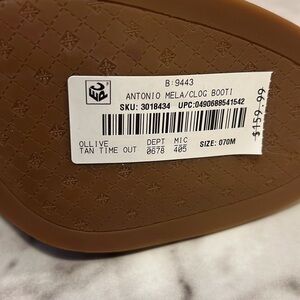 B:9443
ANTONIO MELA/CLOG BOOTI
SKU: 3018434 UPC:0490688541542
OLLIVE DEPT MIC
TAN TIME OUT 0678 405 SIZE: 070M
$159.99